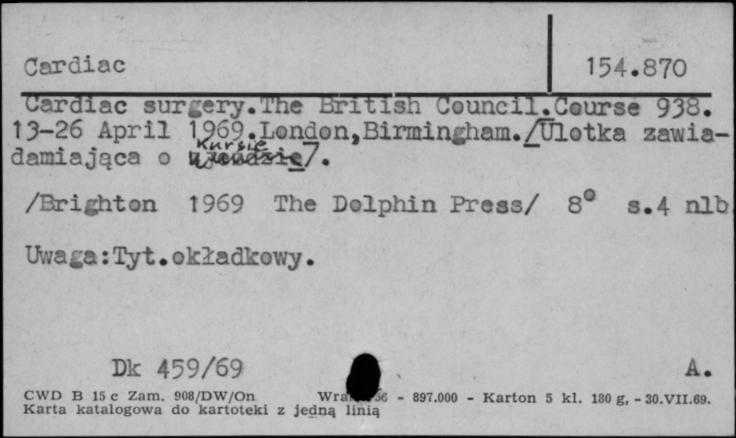 Cardiac 154.870
Cardiac surgery.The British Council.Course 938.
13-26 April 1969.London,Birmingham./Ulotka zawia-
damiająca o Kursie/.
/Brighton 1969 The Dolphin Press/ 8° s.4 nlb
Uwaga:Tyt.okładkowy.
Dk 459/69 A.
CWD B 15 c Zam. 908/DW/On - 897.000 - Karton 5 kl. 180 g, - 30.VII.69.
Karta katalogowa do kartoteki z jedną linią